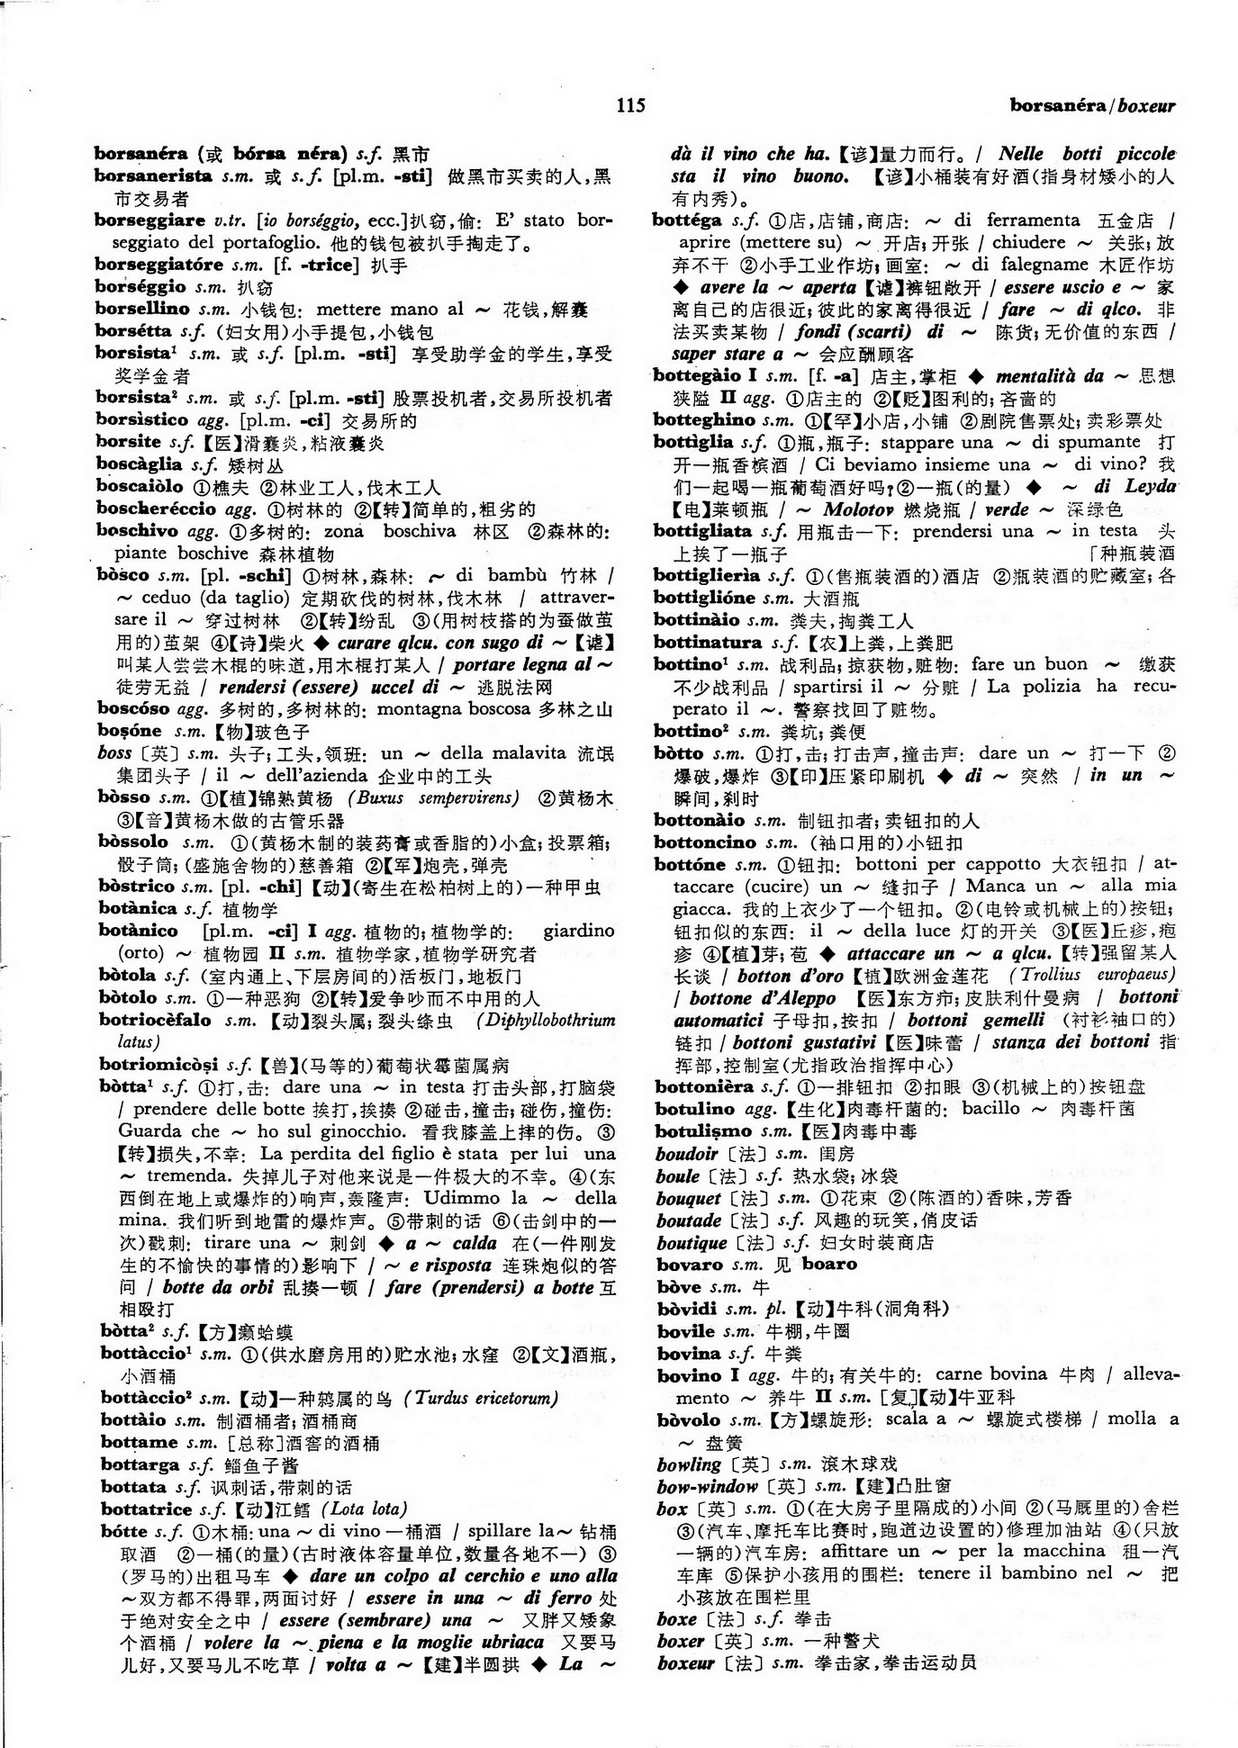 115
borsanéra/boxeur
borsanéra (或 bórsa néra) s.f. 黑市
borsanerista s.m. 或 s.f. [pl.m. -sti] 做黑市买卖的人,黑
市交易者
borseggiare v.tr. [io borséggio, ecc.]扒窃,偷: E' stato bor-
seggiato del portafoglio. 他的钱包被扒手掏走了。
borseggiatóre s.m. [f. -trice] 扒手
borséggio s.m. 扒窃
borsellino s.m. 小钱包: mettere mano al ~ 花钱,解囊
borsétta s.f. (妇女用)小手提包,小钱包
borsista¹ s.m. 或 s.f. [pl.m. -sti] 享受助学金的学生,享受
奖学金者
borsista² s.m. 或 s.f. [pl.m. -sti] 股票投机者,交易所投机者
borsìstico agg. [pl.m. -ci] 交易所的
borsite s.f.【医】滑囊炎,粘液囊炎
boscàglia s.f. 矮树丛
boscaiòlo ①樵夫 ②林业工人,伐木工人
boscheréccio agg. ①树林的 ②【转】简单的,粗劣的
boschivo agg. ①多树的: zona boschiva 林区 ②森林的:
piante boschive 森林植物
bòsco s.m. [pl. -schi] ①树林,森林: ~ di bambù 竹林 /
~ ceduo (da taglio) 定期砍伐的树林,伐木林 / attraver-
sare il ~ 穿过树林 ②【转】纷乱 ③(用树枝搭的为蚕做茧
用的)茧架 ④【诗】柴火 ◆ curare qlcu. con sugo di ~【谑】
叫某人尝尝木棍的味道,用木棍打某人 / portare legna al ~
徒劳无益 / rendersi (essere) uccel di ~ 逃脱法网
boscóso agg. 多树的,多树林的: montagna boscosa 多林之山
boṣóne s.m.【物】玻色子
boss〔英〕s.m. 头子;工头,领班: un ~ della malavita 流氓
集团头子 / il ~ dell'azienda 企业中的工头
bòsso s.m. ①【植】锦熟黄杨 (Buxus sempervirens) ②黄杨木
③【音】黄杨木做的古管乐器
bòssolo s.m. ①(黄杨木制的装药膏或香脂的)小盒;投票箱;
骰子筒;(盛施舍物的)慈善箱 ②【军】炮壳,弹壳
bòstrico s.m. [pl. -chi]【动】(寄生在松柏树上的)一种甲虫
botànica s.f. 植物学
botànico [pl.m. -ci] I agg. 植物的;植物学的: giardino
(orto) ~ 植物园 II s.m. 植物学家,植物学研究者
bòtola s.f. (室内通上、下层房间的)活板门,地板门
bòtolo s.m. ①一种恶狗 ②【转】爱争吵而不中用的人
botriocèfalo s.m. 【动】裂头属;裂头绦虫 (Diphyllobothrium
latus)
botriomicòṣi s.f.【兽】(马等的)葡萄状霉菌属病
bòtta¹ s.f. ①打,击: dare una ~ in testa 打击头部,打脑袋
/ prendere delle botte 挨打,挨揍 ②碰击,撞击;碰伤,撞伤:
Guarda che ~ ho sul ginocchio. 看我膝盖上摔的伤。③
【转】损失,不幸: La perdita del figlio è stata per lui una
~ tremenda. 失掉儿子对他来说是一件极大的不幸。④(东
西倒在地上或爆炸的)响声,轰隆声: Udimmo la ~ della
mina. 我们听到地雷的爆炸声。⑤带刺的话 ⑥(击剑中的一
次)戳刺: tirare una ~ 刺剑 ◆ a ~ calda 在(一件刚发
生的不愉快的事情的)影响下 / ~ e risposta 连珠炮似的答
问 / botte da orbi 乱揍一顿 / fare (prendersi) a botte 互
相殴打
bòtta² s.f.【方】癞蛤蟆
bottàccio¹ s.m. ①(供水磨房用的)贮水池;水窪 ②【文】酒瓶,
小酒桶
bottàccio² s.m.【动】一种鸫属的鸟 (Turdus ericetorum)
bottàio s.m. 制酒桶者;酒桶商
bottame s.m. [总称]酒窖的酒桶
bottarga s.f. 鲻鱼子酱
bottata s.f. 讽刺话,带刺的话
bottatrice s.f.【动】江鳕 (Lota lota)
bótte s.f. ①木桶: una ~ di vino 一桶酒 / spillare la~ 钻桶
取酒 ②一桶(的量)(古时液体容量单位,数量各地不一) ③
(罗马的)出租马车 ◆ dare un colpo al cerchio e uno alla
~双方都不得罪,两面讨好 / essere in una ~ di ferro 处
于绝对安全之中 / essere (sembrare) una ~ 又胖又矮象
个酒桶 / volere la ~ piena e la moglie ubriaca 又要马
儿好,又要马儿不吃草 / volta a ~【建】半圆拱 ◆ La ~
dà il vino che ha.【谚】量力而行。/ Nelle botti piccole
sta il vino buono. 【谚】小桶装有好酒(指身材矮小的人
有内秀)。
bottéga s.f. ①店,店铺,商店: ~ di ferramenta 五金店 /
aprire (mettere su) ~ 开店;开张 / chiudere ~ 关张;放
弃不干 ②小手工业作坊;画室: ~ di falegname 木匠作坊
◆ avere la ~ aperta【谑】裤钮敞开 / essere uscio e ~ 家
离自己的店很近;彼此的家离得很近 / fare ~ di qlco. 非
法买卖某物 / fondi (scarti) di ~ 陈货;无价值的东西 /
saper stare a ~ 会应酬顾客
bottegàio I s.m. [f. -a] 店主,掌柜 ◆ mentalità da ~ 思想
狭隘 II agg. ①店主的 ②【贬】图利的;吝啬的
botteghino s.m. ①【罕】小店,小铺 ②剧院售票处;卖彩票处
bottìglia s.f. ①瓶,瓶子: stappare una ~ di spumante 打
开一瓶香槟酒 / Ci beviamo insieme una ~ di vino? 我
们一起喝一瓶葡萄酒好吗?②一瓶(的量) ◆ ~ di Leyda
【电】莱顿瓶 / ~ Molotov 燃烧瓶 / verde ~ 深绿色
bottigliata s.f. 用瓶击一下: prendersi una ~ in testa 头
上挨了一瓶子 「种瓶装酒
bottiglierìa s.f. ①(售瓶装酒的)酒店 ②瓶装酒的贮藏室;各
bottiglióne s.m. 大酒瓶
bottinàio s.m. 粪夫,掏粪工人
bottinatura s.f.【农】上粪,上粪肥
bottino¹ s.m. 战利品;掠获物,赃物: fare un buon ~ 缴获
不少战利品 / spartirsi il ~ 分赃 / La polizia ha recu-
perato il ~. 警察找回了赃物。
bottino² s.m. 粪坑;粪便
bòtto s.m. ①打,击;打击声,撞击声: dare un ~ 打一下 ②
爆破,爆炸 ③【印】压紧印刷机 ◆ di ~ 突然 / in un ~
瞬间,刹时
bottonàio s.m. 制钮扣者;卖钮扣的人
bottoncino s.m. (袖口用的)小钮扣
bottóne s.m. ①钮扣: bottoni per cappotto 大衣钮扣 / at-
taccare (cucire) un ~ 缝扣子 / Manca un ~ alla mia
giacca. 我的上衣少了一个钮扣。②(电铃或机械上的)按钮;
钮扣似的东西: il ~ della luce 灯的开关 ③【医】丘疹,疱
疹 ④【植】芽;苞 ◆ attaccare un ~ a qlcu.【转】强留某人
长谈 / botton d'oro【植】欧洲金莲花 (Trollius europaeus)
/ bottone d'Aleppo 【医】东方疖;皮肤利什曼病 / bottoni
automatici 子母扣,按扣 / bottoni gemelli (衬衫袖口的)
链扣 / bottoni gustativi【医】味蕾 / stanza dei bottoni 指
挥部,控制室(尤指政治指挥中心)
bottonièra s.f. ①一排钮扣 ②扣眼 ③(机械上的)按钮盘
botulino agg.【生化】肉毒杆菌的: bacillo ~ 肉毒杆菌
botuliṣmo s.m.【医】肉毒中毒
boudoir〔法〕s.m. 闺房
boule〔法〕s.f. 热水袋;冰袋
bouquet〔法〕s.m. ①花束 ②(陈酒的)香味,芳香
boutade〔法〕s.f. 风趣的玩笑,俏皮话
boutique〔法〕s.f. 妇女时装商店
bovaro s.m. 见 boaro
bòve s.m. 牛
bòvidi s.m. pl.【动】牛科(洞角科)
bovile s.m. 牛棚,牛圈
bovina s.f. 牛粪
bovino I agg. 牛的;有关牛的: carne bovina 牛肉 / alleva-
mento ~ 养牛 II s.m. [复]【动】牛亚科
bòvolo s.m.【方】螺旋形: scala a ~ 螺旋式楼梯 / molla a
~ 盘簧
bowling〔英〕s.m. 滚木球戏
bow-window〔英〕s.m.【建】凸肚窗
box〔英〕s.m. ①(在大房子里隔成的)小间 ②(马厩里的)舍栏
③(汽车、摩托车比赛时,跑道边设置的)修理加油站 ④(只放
一辆的)汽车房: affittare un ~ per la macchina 租一汽
车库 ⑤保护小孩用的围栏: tenere il bambino nel ~ 把
小孩放在围栏里
boxe〔法〕s.f. 拳击
boxer〔英〕s.m. 一种警犬
boxeur〔法〕s.m. 拳击家,拳击运动员